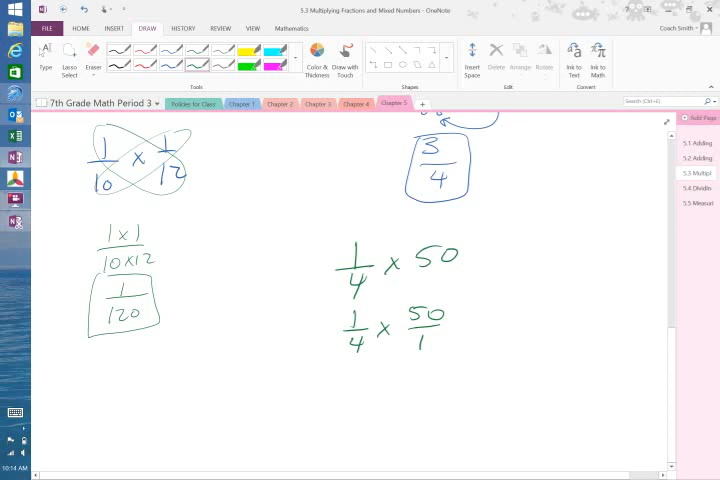 5.3 Multiplying Fractions and Mixed Numbers - OneNote
FILE HOME INSERT DRAW HISTORY REVIEW VIEW Mathematics
Coach Smith
Type
Lasso Select
Eraser
Color & Thickness
Draw with Touch
Insert Space
Delete
Arrange
Rotate
Ink to Text
Ink to Math
Tools
Shapes
Edit
Convert
7th Grade Math Period 3
Policies for Class
Chapter 1
Chapter 2
Chapter 3
Chapter 4
Chapter 5
+
Search (Ctrl+E)
Add Page
5.1 Adding
5.2 Adding
5.3 Multipl
5.4 Dividin
5.5 Measuri
1/10 x 1/12
3/4
1x1/10x12
1/120
1/4 x 50
1/4 x 50/1
10:14 AM